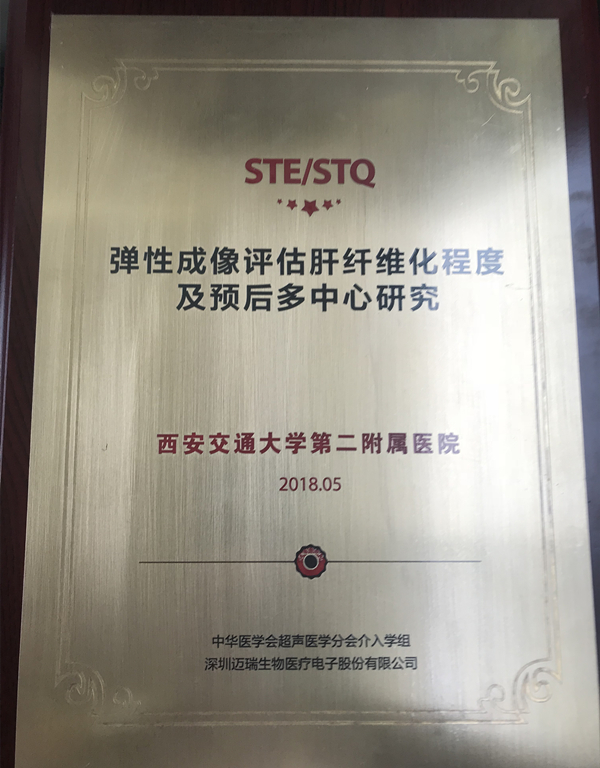 STE/STQ
弹性成像评估肝纤维化程度
及预后多中心研究
西安交通大学第二附属医院
2018.05
中华医学会超声医学分会介入学组
深圳迈瑞生物医疗电子股份有限公司